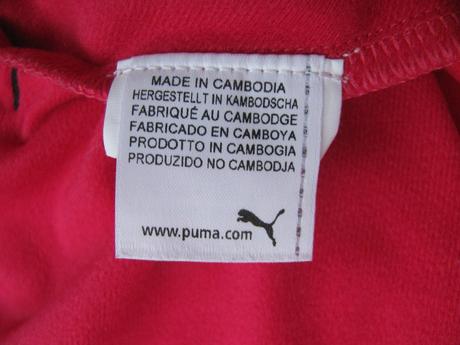 MADE IN CAMBODIA
HERGESTELLT IN KAMBODSCHA
FABRIQUÉ AU CAMBODGE
FABRICADO EN CAMBOYA
PRODOTTO IN CAMBOGIA
PRODUZIDO NO CAMBODJA
www.puma.com